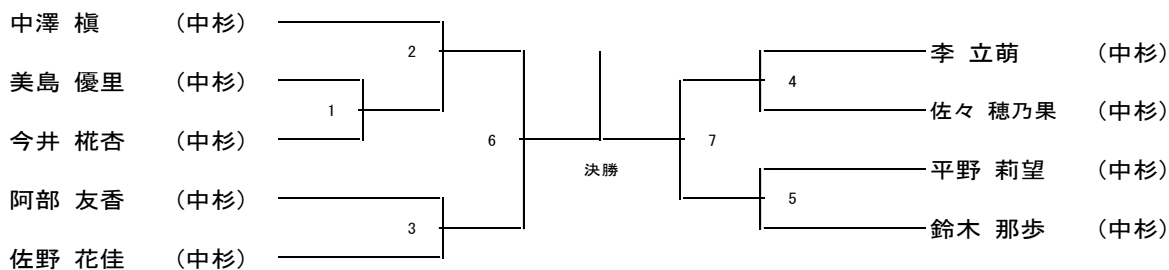 中澤 槇 (中杉)
美島 優里 (中杉)
今井 椛杏 (中杉)
阿部 友香 (中杉)
佐野 花佳 (中杉)
2
1
6
3
決勝
7
4
5
李 立萌 (中杉)
佐々 穂乃果 (中杉)
平野 莉望 (中杉)
鈴木 那歩 (中杉)